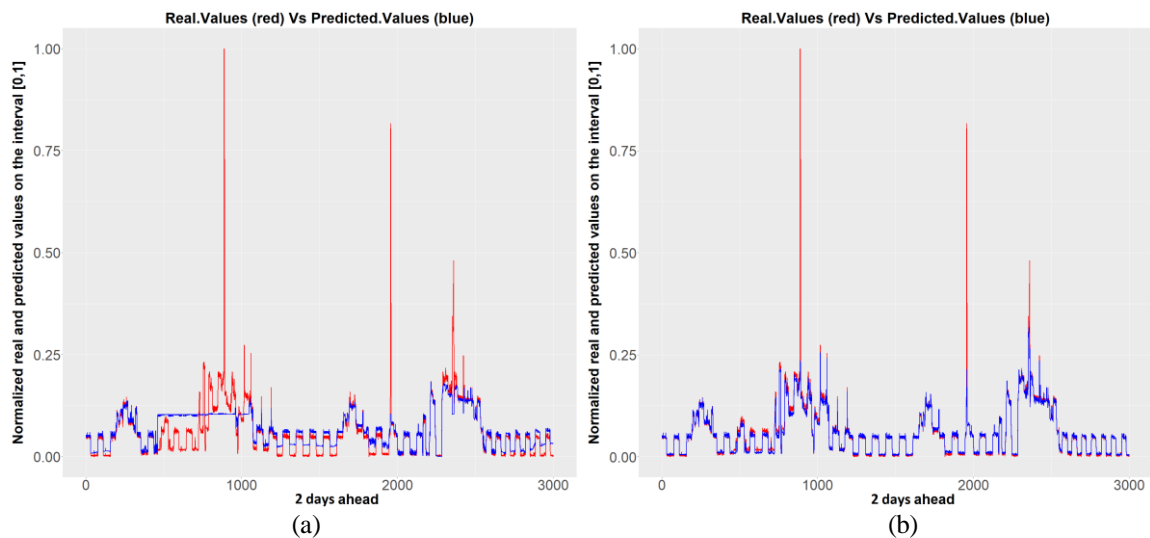 Real.Values (red) Vs Predicted.Values (blue)
Normalized real and predicted values on the interval [0,1]
1.00
0.75
0.50
0.25
0.00
0
1000
2000
3000
2 days ahead
(a)
Real.Values (red) Vs Predicted.Values (blue)
Normalized real and predicted values on the interval [0,1]
1.00
0.75
0.50
0.25
0.00
0
1000
2000
3000
2 days ahead
(b)